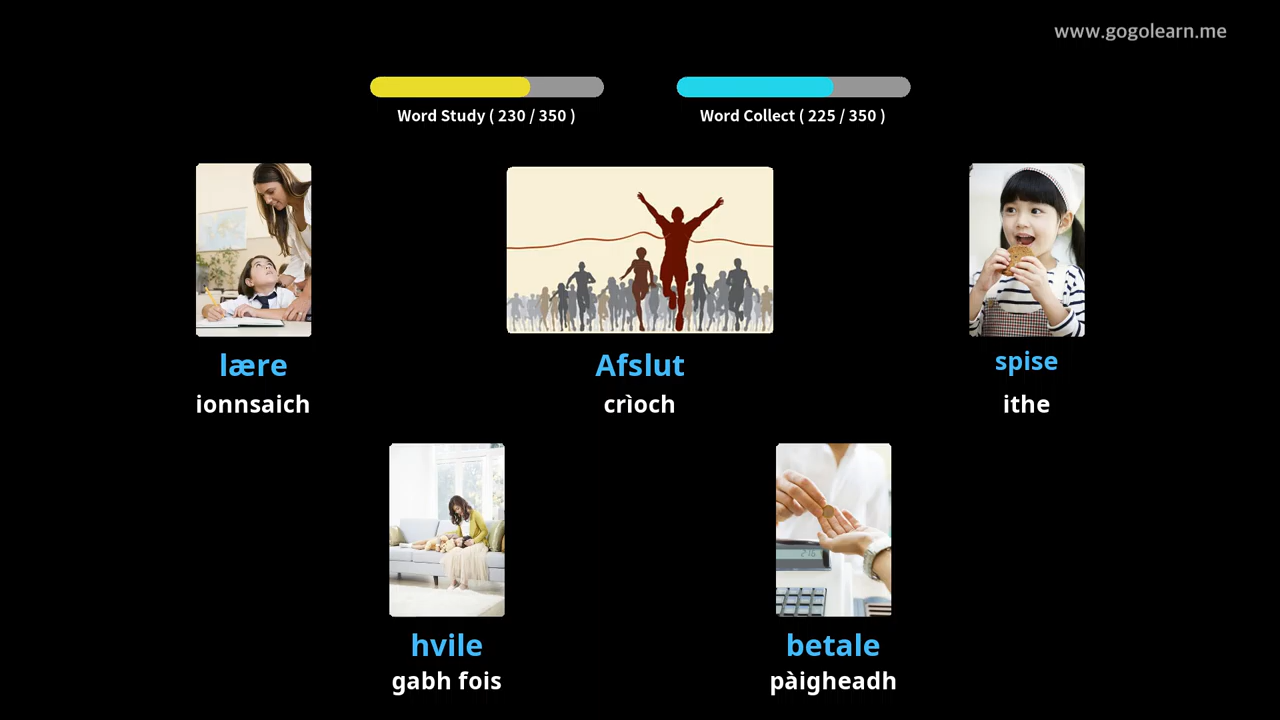 www.gogolearn.me
Word Study ( 230 / 350 )
Word Collect ( 225 / 350 )
lære
ionnsaich
Afslut
crìoch
spise
ithe
hvile
gabh fois
betale
pàigheadh